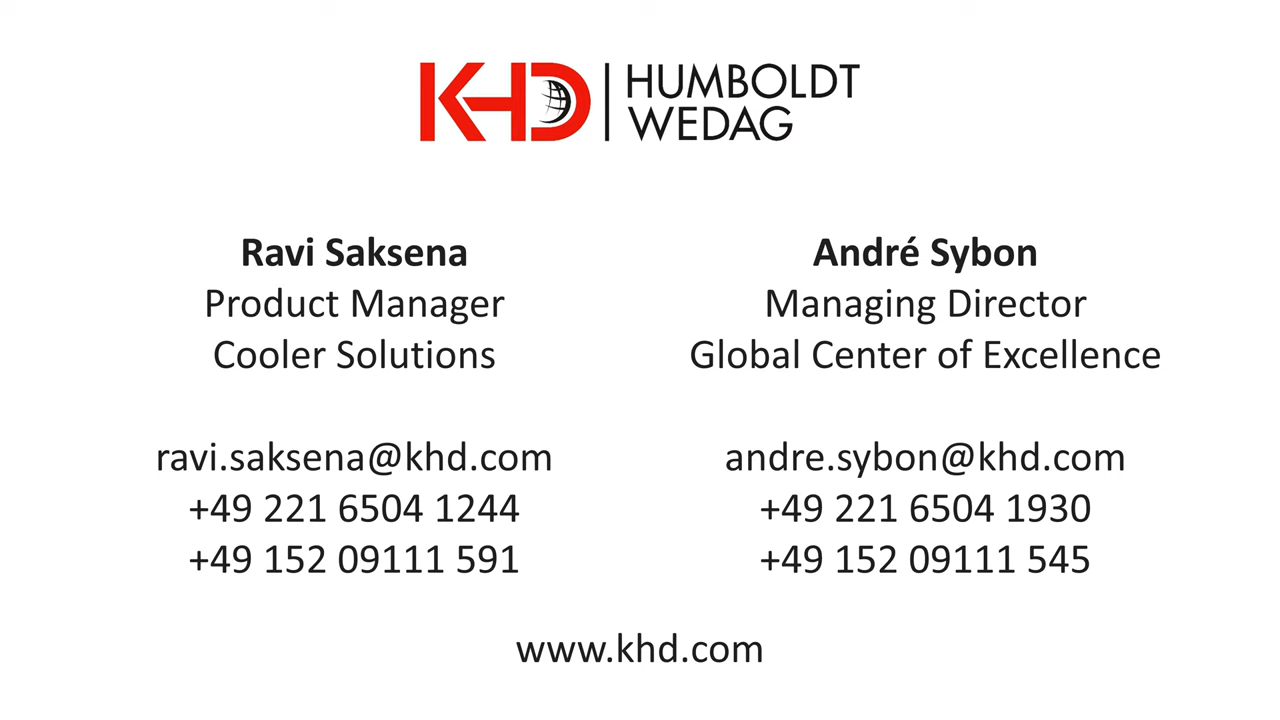 KHD HUMBOLDT
WEDAG
Ravi Saksena
Product Manager
Cooler Solutions
ravi.saksena@khd.com
+49 221 6504 1244
+49 152 09111 591
André Sybon
Managing Director
Global Center of Excellence
andre.sybon@khd.com
+49 221 6504 1930
+49 152 09111 545
www.khd.com